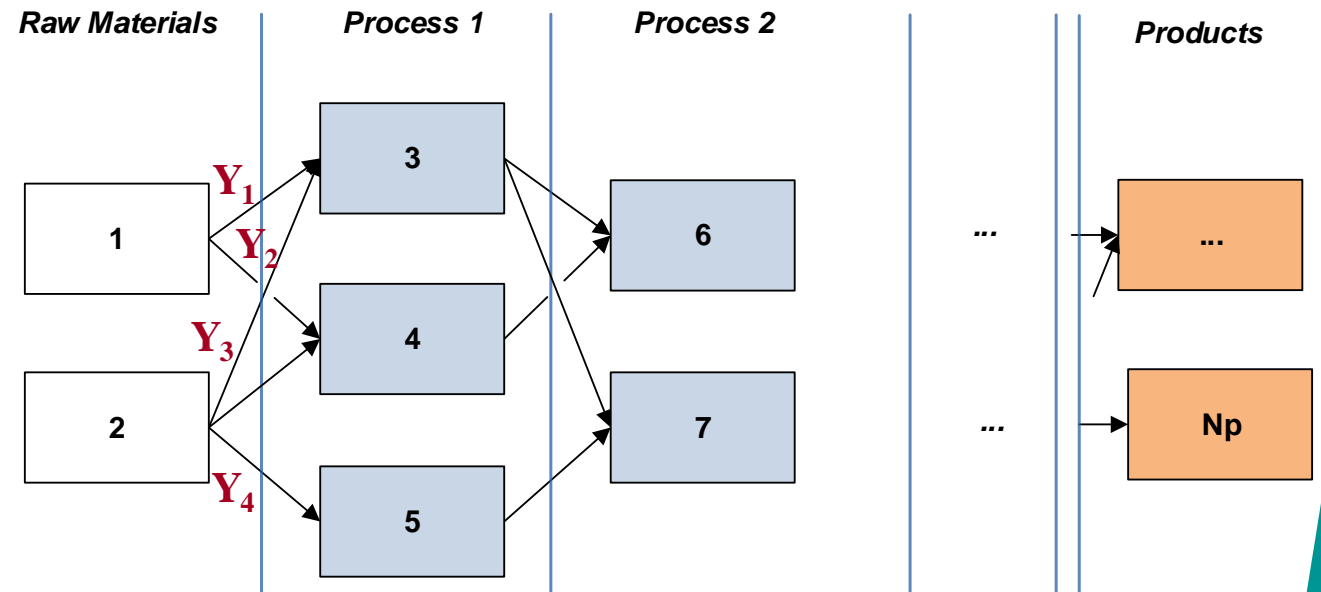 Raw Materials
Process 1
Process 2
Products
3
Y1
1
6
...
...
Y2
4
Y3
2
7
...
Np
Y4
5